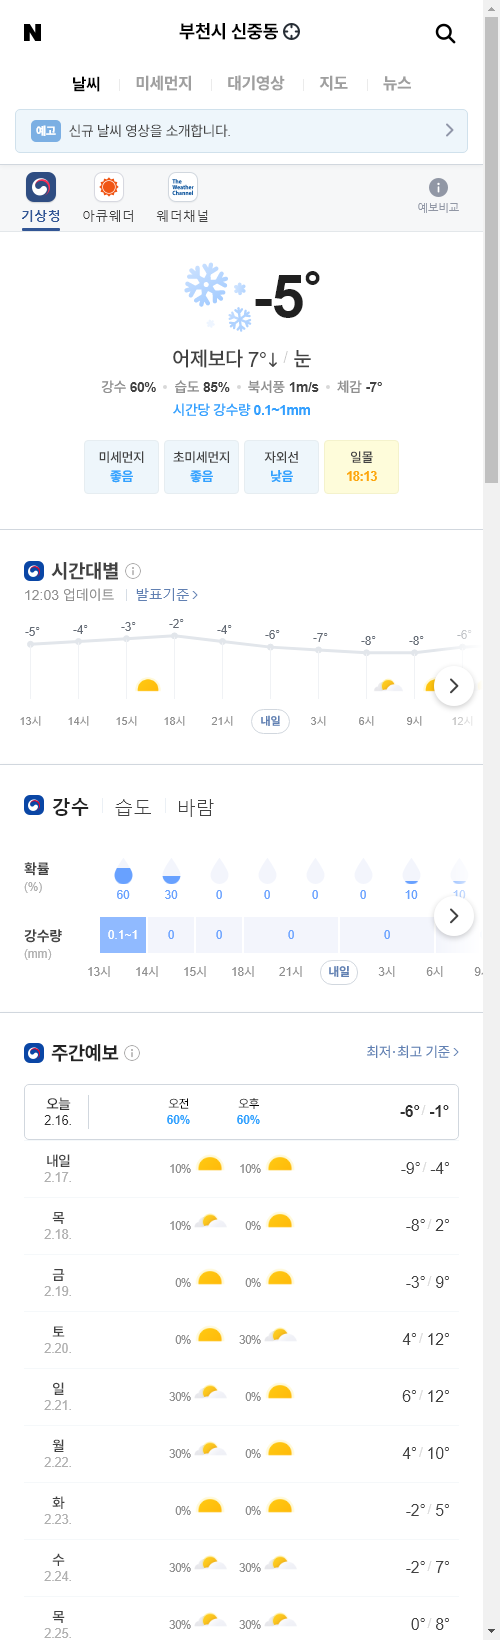 N
부천시 신중동
날씨 미세먼지 대기영상 지도 뉴스
예고 신규 날씨 영상을 소개합니다.
The Weather Channel
기상청 아큐웨더 웨더채널 예보비교
-5°
어제보다 7°↓ / 눈
강수 60% • 습도 85% • 북서풍 1m/s • 체감 -7°
시간당 강수량 0.1~1mm
미세먼지 초미세먼지 자외선 일몰
좋음 좋음 낮음 18:13
시간대별
12:03 업데이트 발표기준 >
-5° -4° -3° -2° -4° -6° -7° -8° -8° -6°
13시 14시 15시 18시 21시 내일 3시 6시 9시 12시
강수 습도 바람
확률
(%)
60 30 0 0 0 0 10 10
강수량
(mm)
0.1~1 0 0 0 0
13시 14시 15시 18시 21시 내일 3시 6시
주간예보 최저·최고 기준 >
오늘 오전 오후
2.16. 60% 60% -6° / -1°
내일
2.17. 10% 10% -9° / -4°
목
2.18. 10% 0% -8° / 2°
금
2.19. 0% 0% -3° / 9°
토
2.20. 0% 30% 4° / 12°
일
2.21. 30% 0% 6° / 12°
월
2.22. 30% 0% 4° / 10°
화
2.23. 0% 0% -2° / 5°
수
2.24. 30% 30% -2° / 7°
목
2.25. 30% 30% 0° / 8°